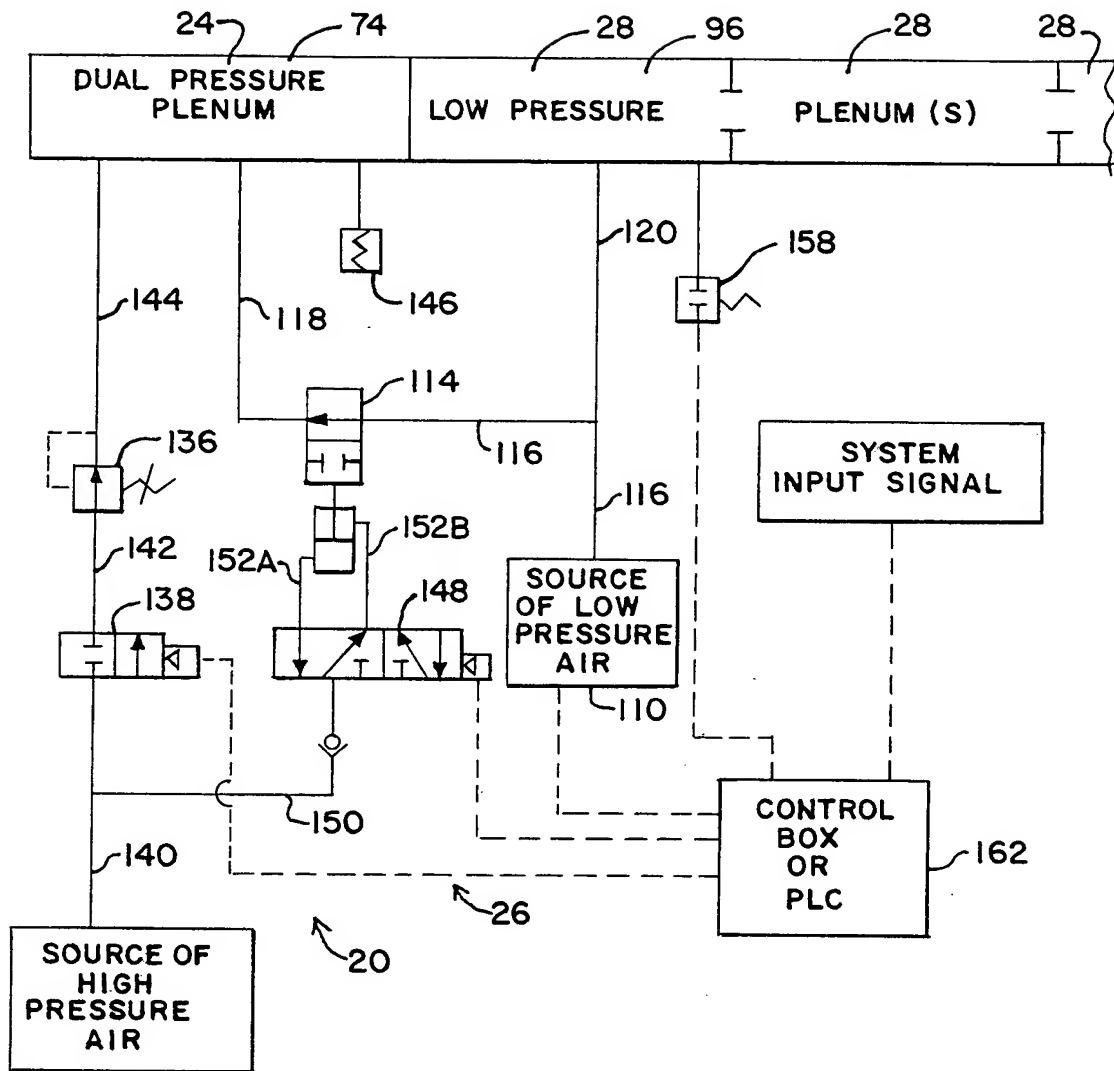 24 74 28 96 28 28
DUAL PRESSURE
PLENUM
LOW PRESSURE
PLENUM (S)
120
158
144
118
146
114
136
116
SYSTEM
INPUT SIGNAL
116
142
152A
152B
138
148
SOURCE
OF LOW
PRESSURE
AIR
110
150
CONTROL
BOX
OR
PLC
162
140
26
20
SOURCE OF
HIGH
PRESSURE
AIR